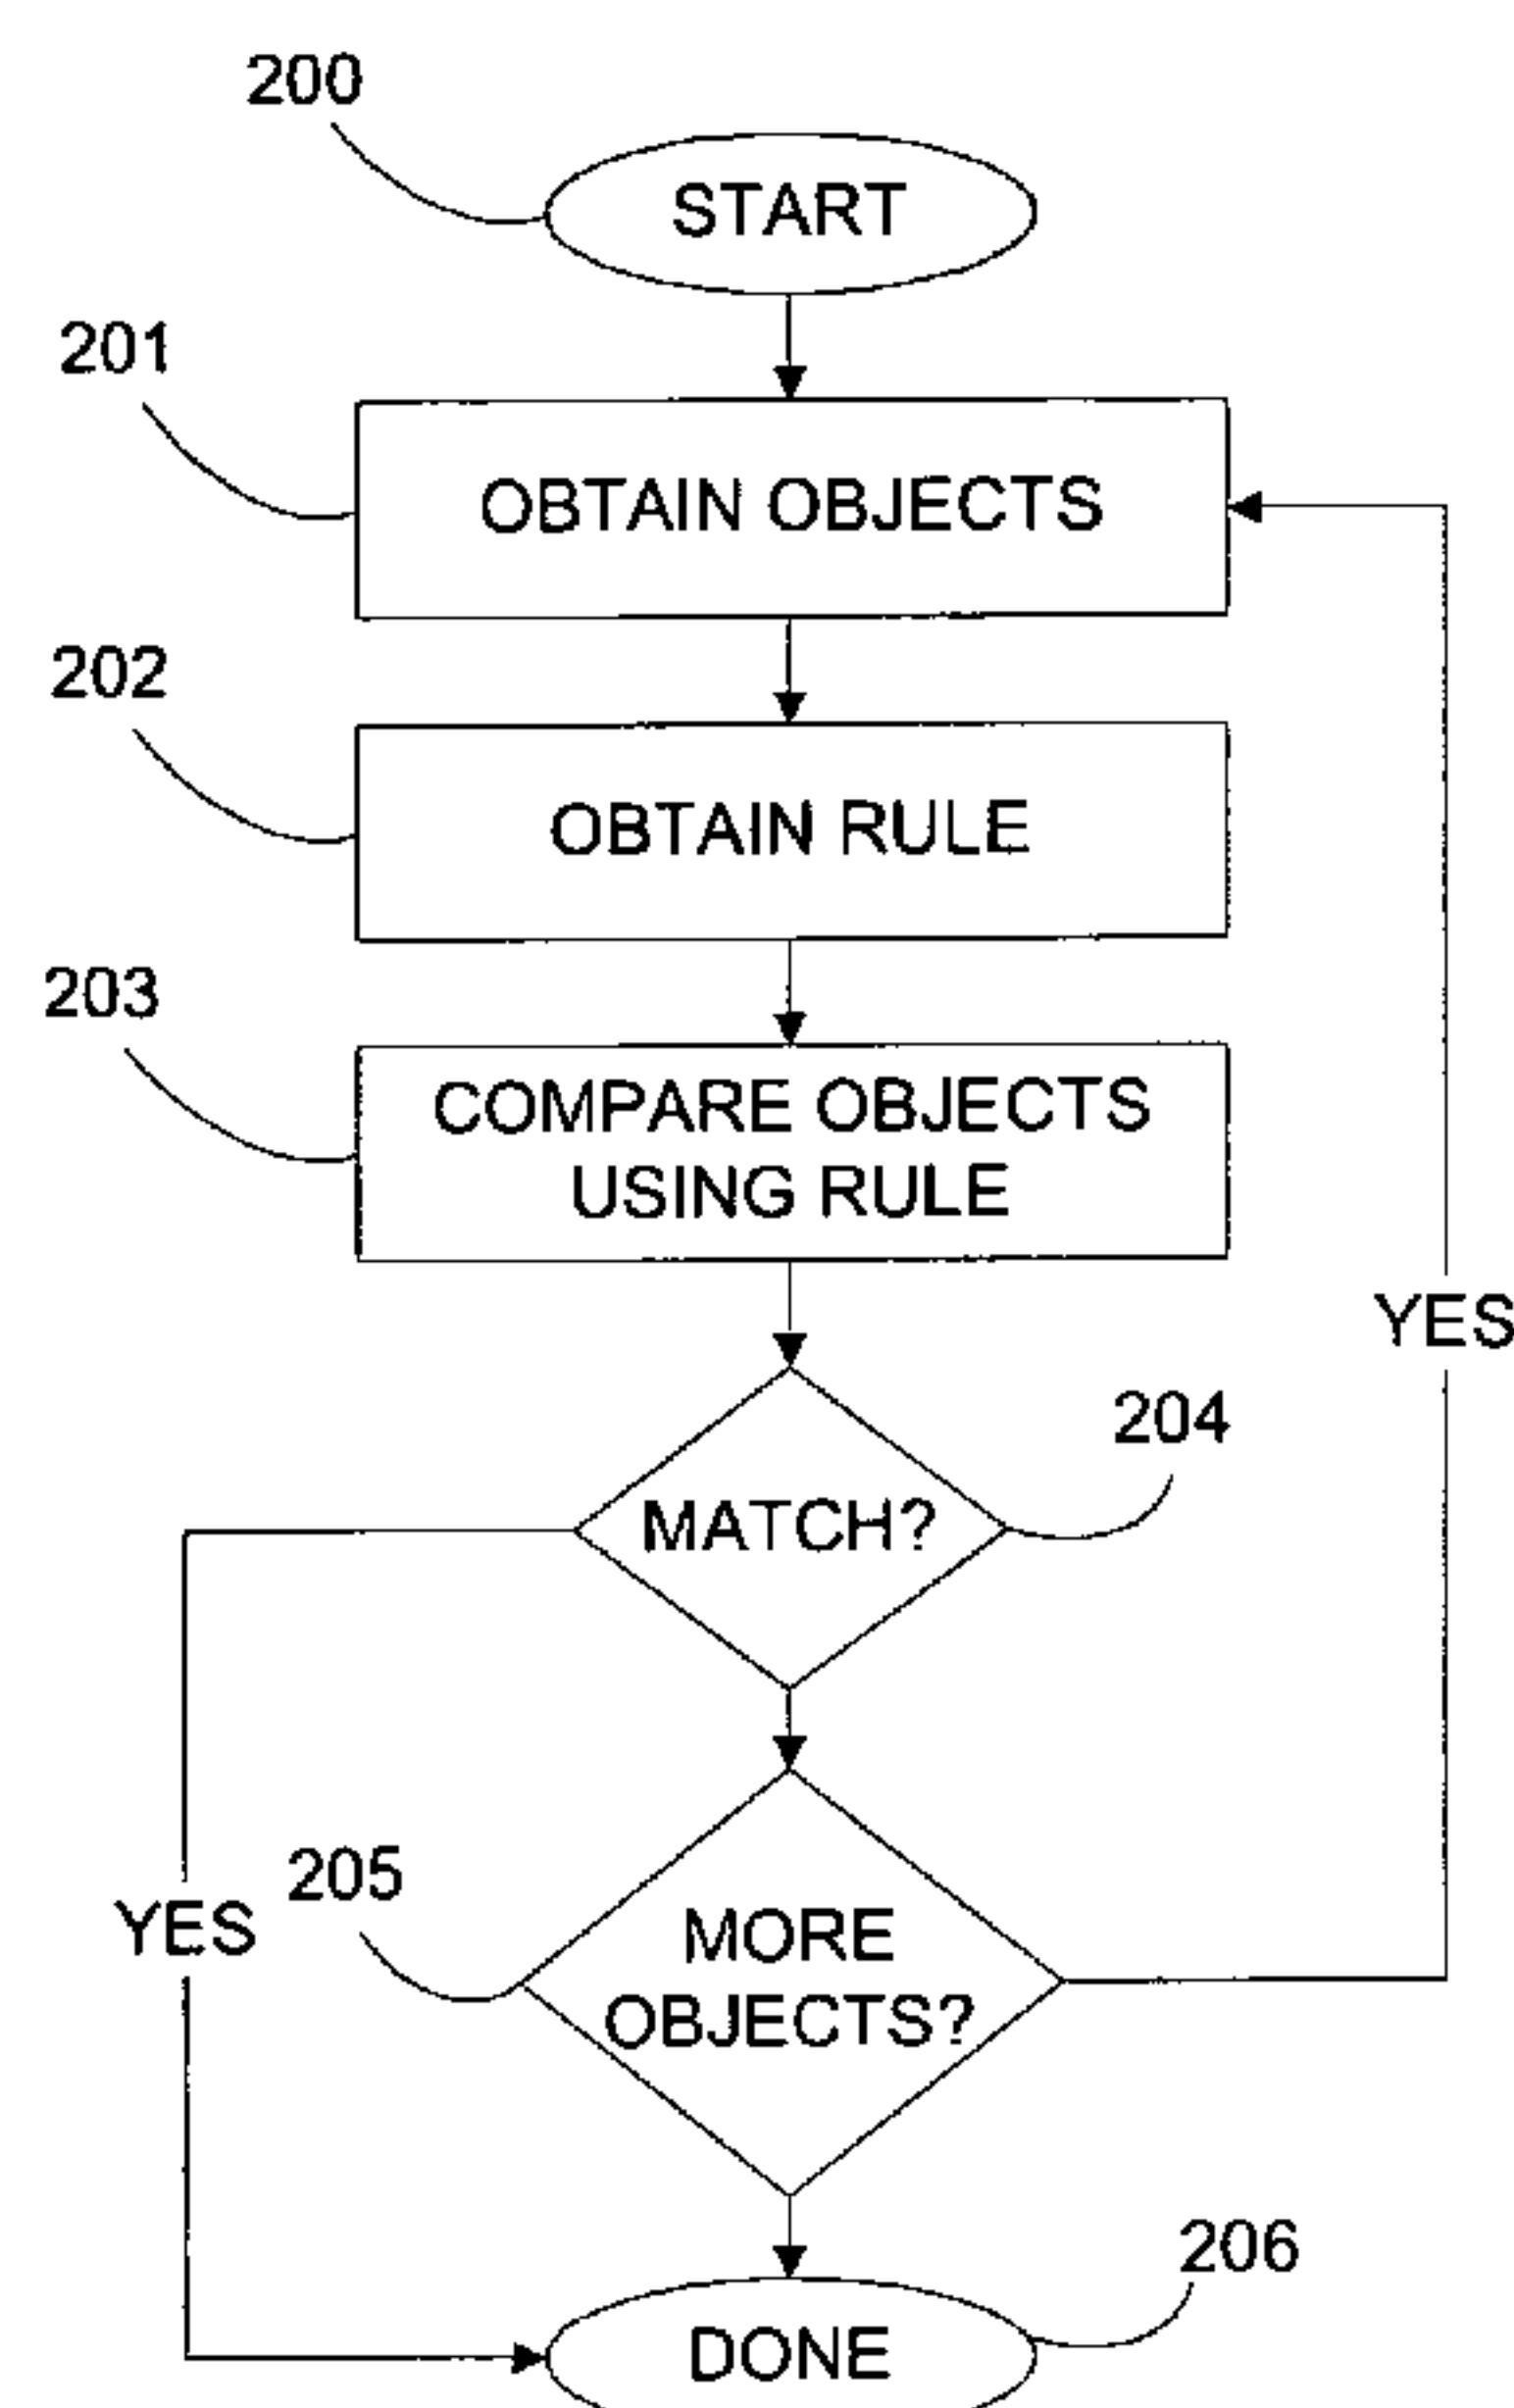 200
START
201
OBTAIN OBJECTS
202
OBTAIN RULE
203
COMPARE OBJECTS
USING RULE
YES
204
MATCH?
205
YES
MORE
OBJECTS?
206
DONE